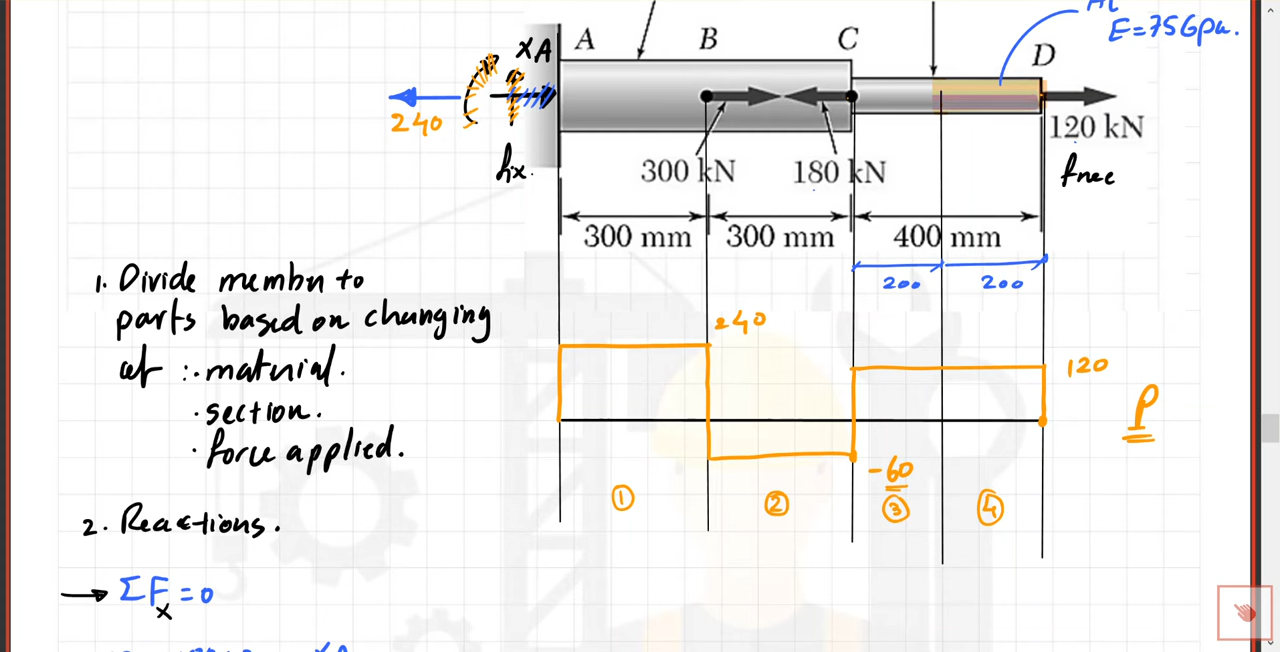 E=75Gpa.
XA A B C D
240
120 kN
300 kN 180 kN
fix. free
300 mm 300 mm 400 mm
200 200
1. Divide member to
parts based on changing
of :. material.
. section.
. force applied.
240
120
P
-60
① ② ③ ④
2. Reactions.
→ ΣFx = 0